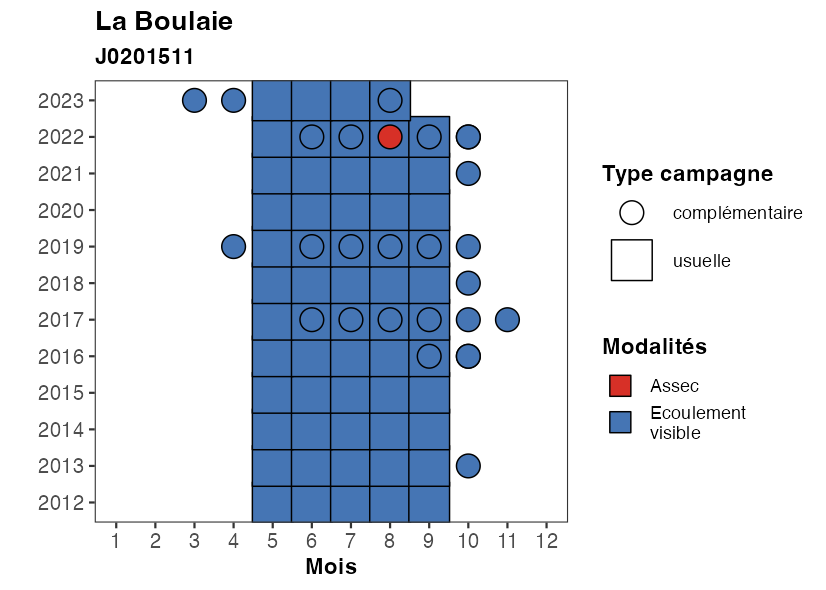 La Boulaie
J0201511
2023
2022
2021
2020
2019
2018
2017
2016
2015
2014
2013
2012
1 2 3 4 5 6 7 8 9 10 11 12
Mois
Type campagne
complémentaire
usuelle
Modalités
Assec
Ecoulement
visible